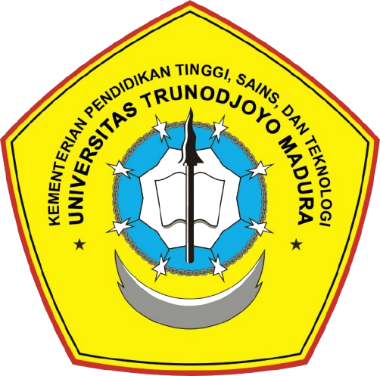 KEMENTERIAN PENDIDIKAN TINGGI, SAINS, DAN TEKNOLOGI
UNIVERSITAS TRUNODJOYO MADURA